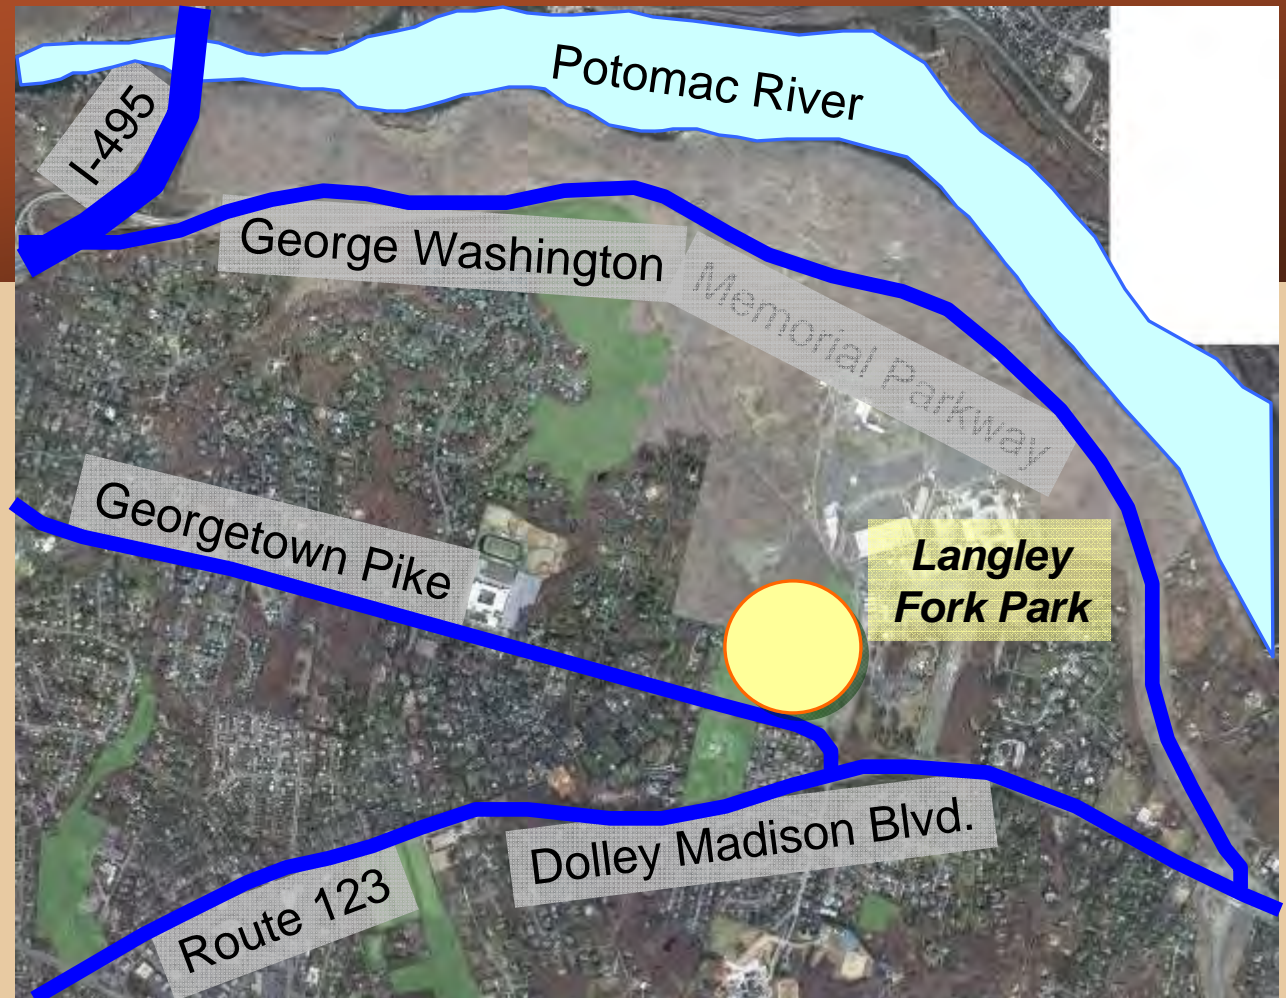 Potomac River
I-495
George Washington
Memorial Parkway
Georgetown Pike
Langley
Fork Park
Dolley Madison Blvd.
Route 123